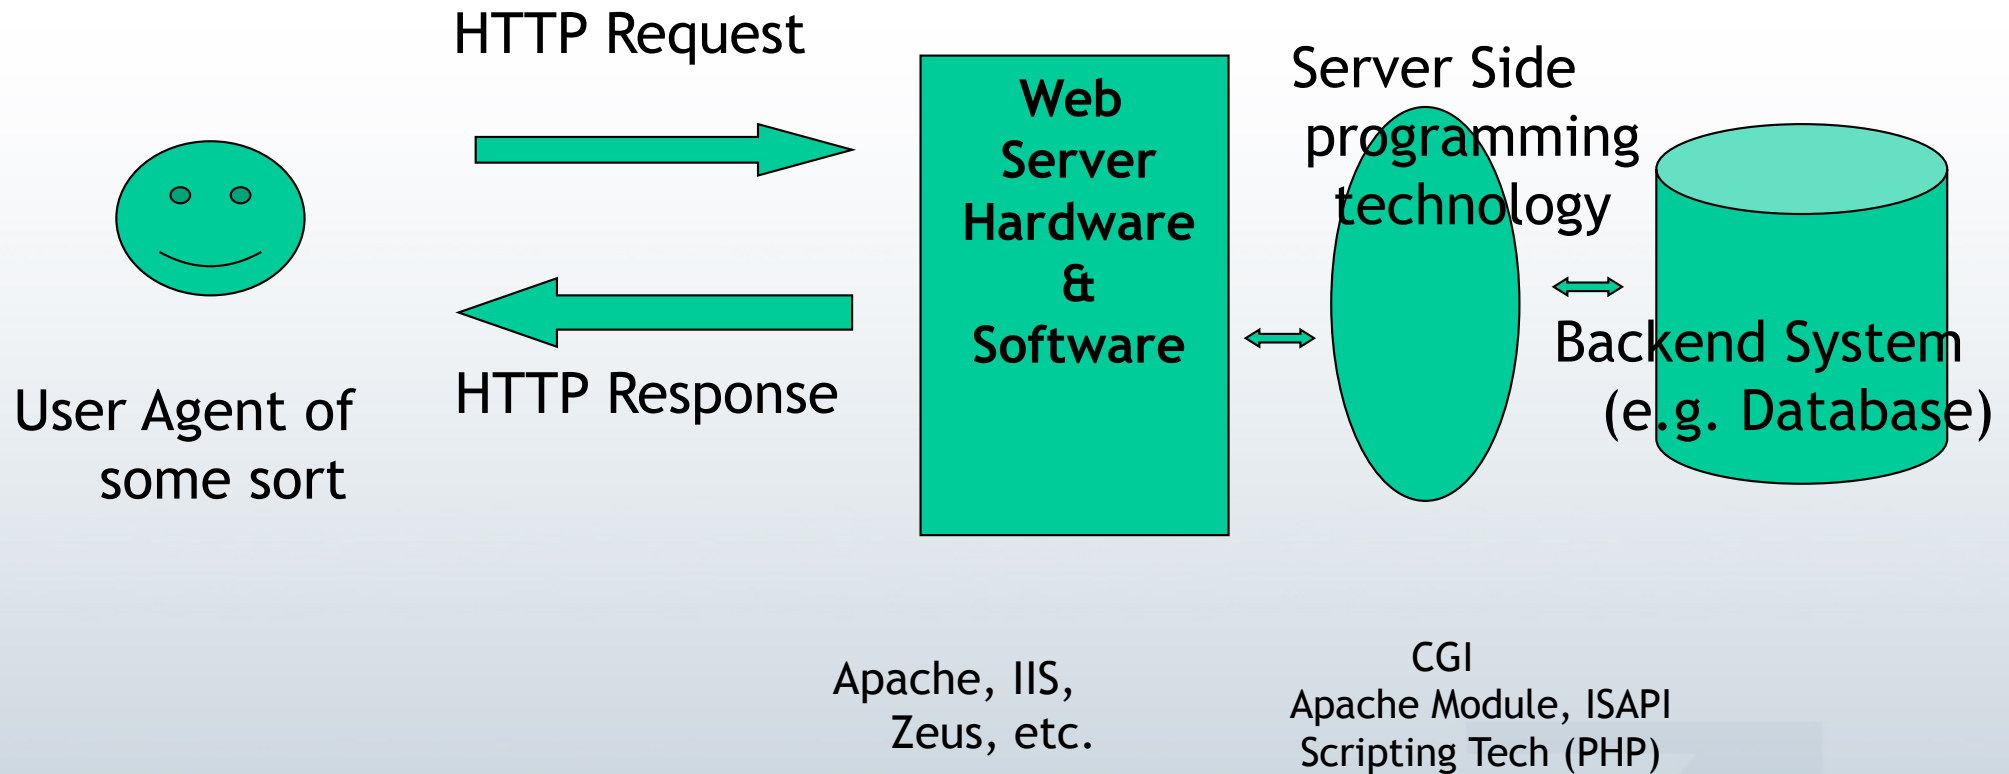 HTTP Request
User Agent of
some sort
HTTP Response
Web
Server
Hardware
&
Software
Server Side
programming
technology
Backend System
(e.g. Database)
Apache, IIS,
Zeus, etc.
CGI
Apache Module, ISAPI
Scripting Tech (PHP)